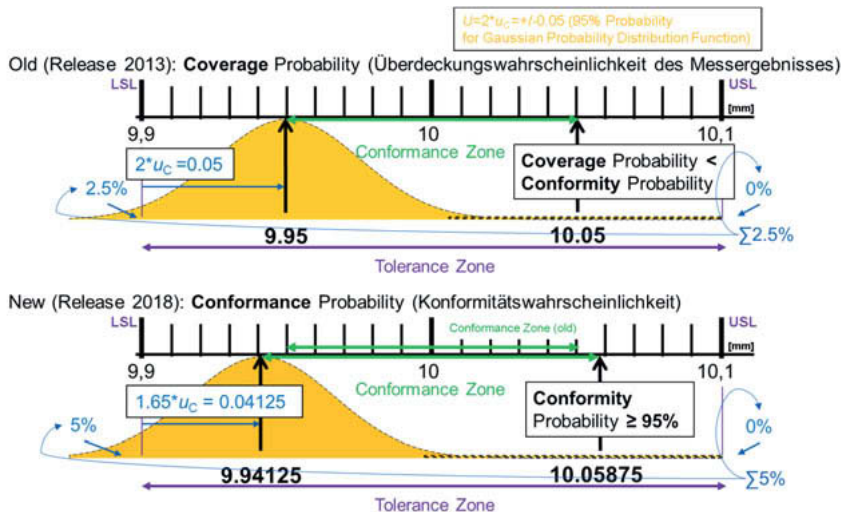 U=2*uC=+/-0.05 (95% Probability
for Gaussian Probability Distribution Function)
Old (Release 2013): Coverage Probability (Überdeckungswahrscheinlichkeit des Messergebnisses)
LSL
USL
[mm]
9,9
10
10,1
Conformance Zone
2*uC =0.05
Coverage Probability <
Conformity Probability
2.5%
0%
9.95
10.05
∑2.5%
Tolerance Zone
New (Release 2018): Conformance Probability (Konformitätswahrscheinlichkeit)
LSL
USL
Conformance Zone (old)
[mm]
9,9
10
10,1
Conformance Zone
1.65*uC = 0.04125
Conformity
Probability ≥ 95%
5%
0%
9.94125
10.05875
∑5%
Tolerance Zone